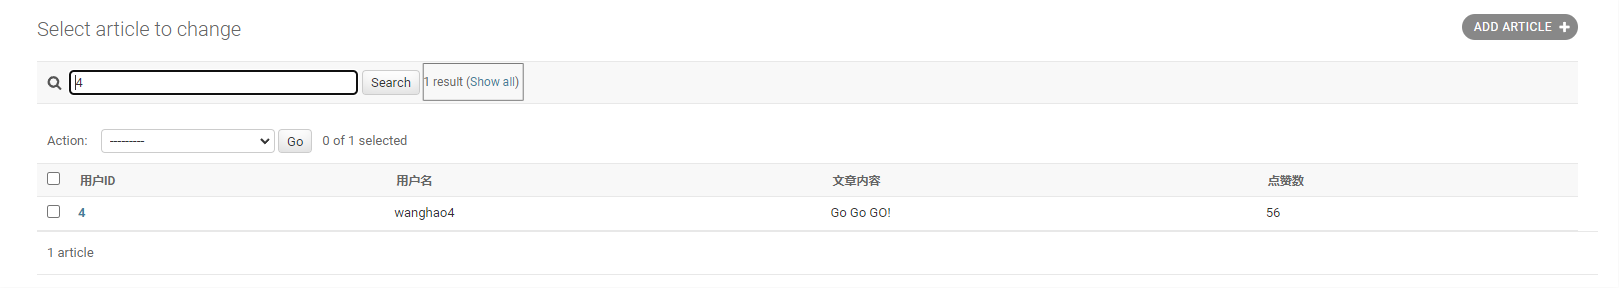 Select article to change
ADD ARTICLE +
4 Search 1 result (Show all)
Action: --------- Go 0 of 1 selected
用户ID 用户名 文章内容 点赞数
4 wanghao4 Go Go GO! 56
1 article